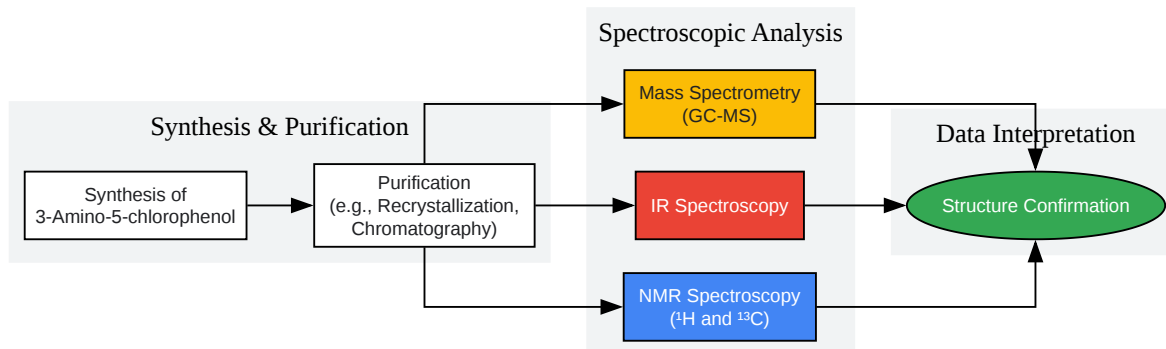 Synthesis & Purification
Synthesis of
3-Amino-5-chlorophenol
Purification
(e.g., Recrystallization,
Chromatography)
Spectroscopic Analysis
Mass Spectrometry
(GC-MS)
IR Spectroscopy
NMR Spectroscopy
(¹H and ¹³C)
Data Interpretation
Structure Confirmation